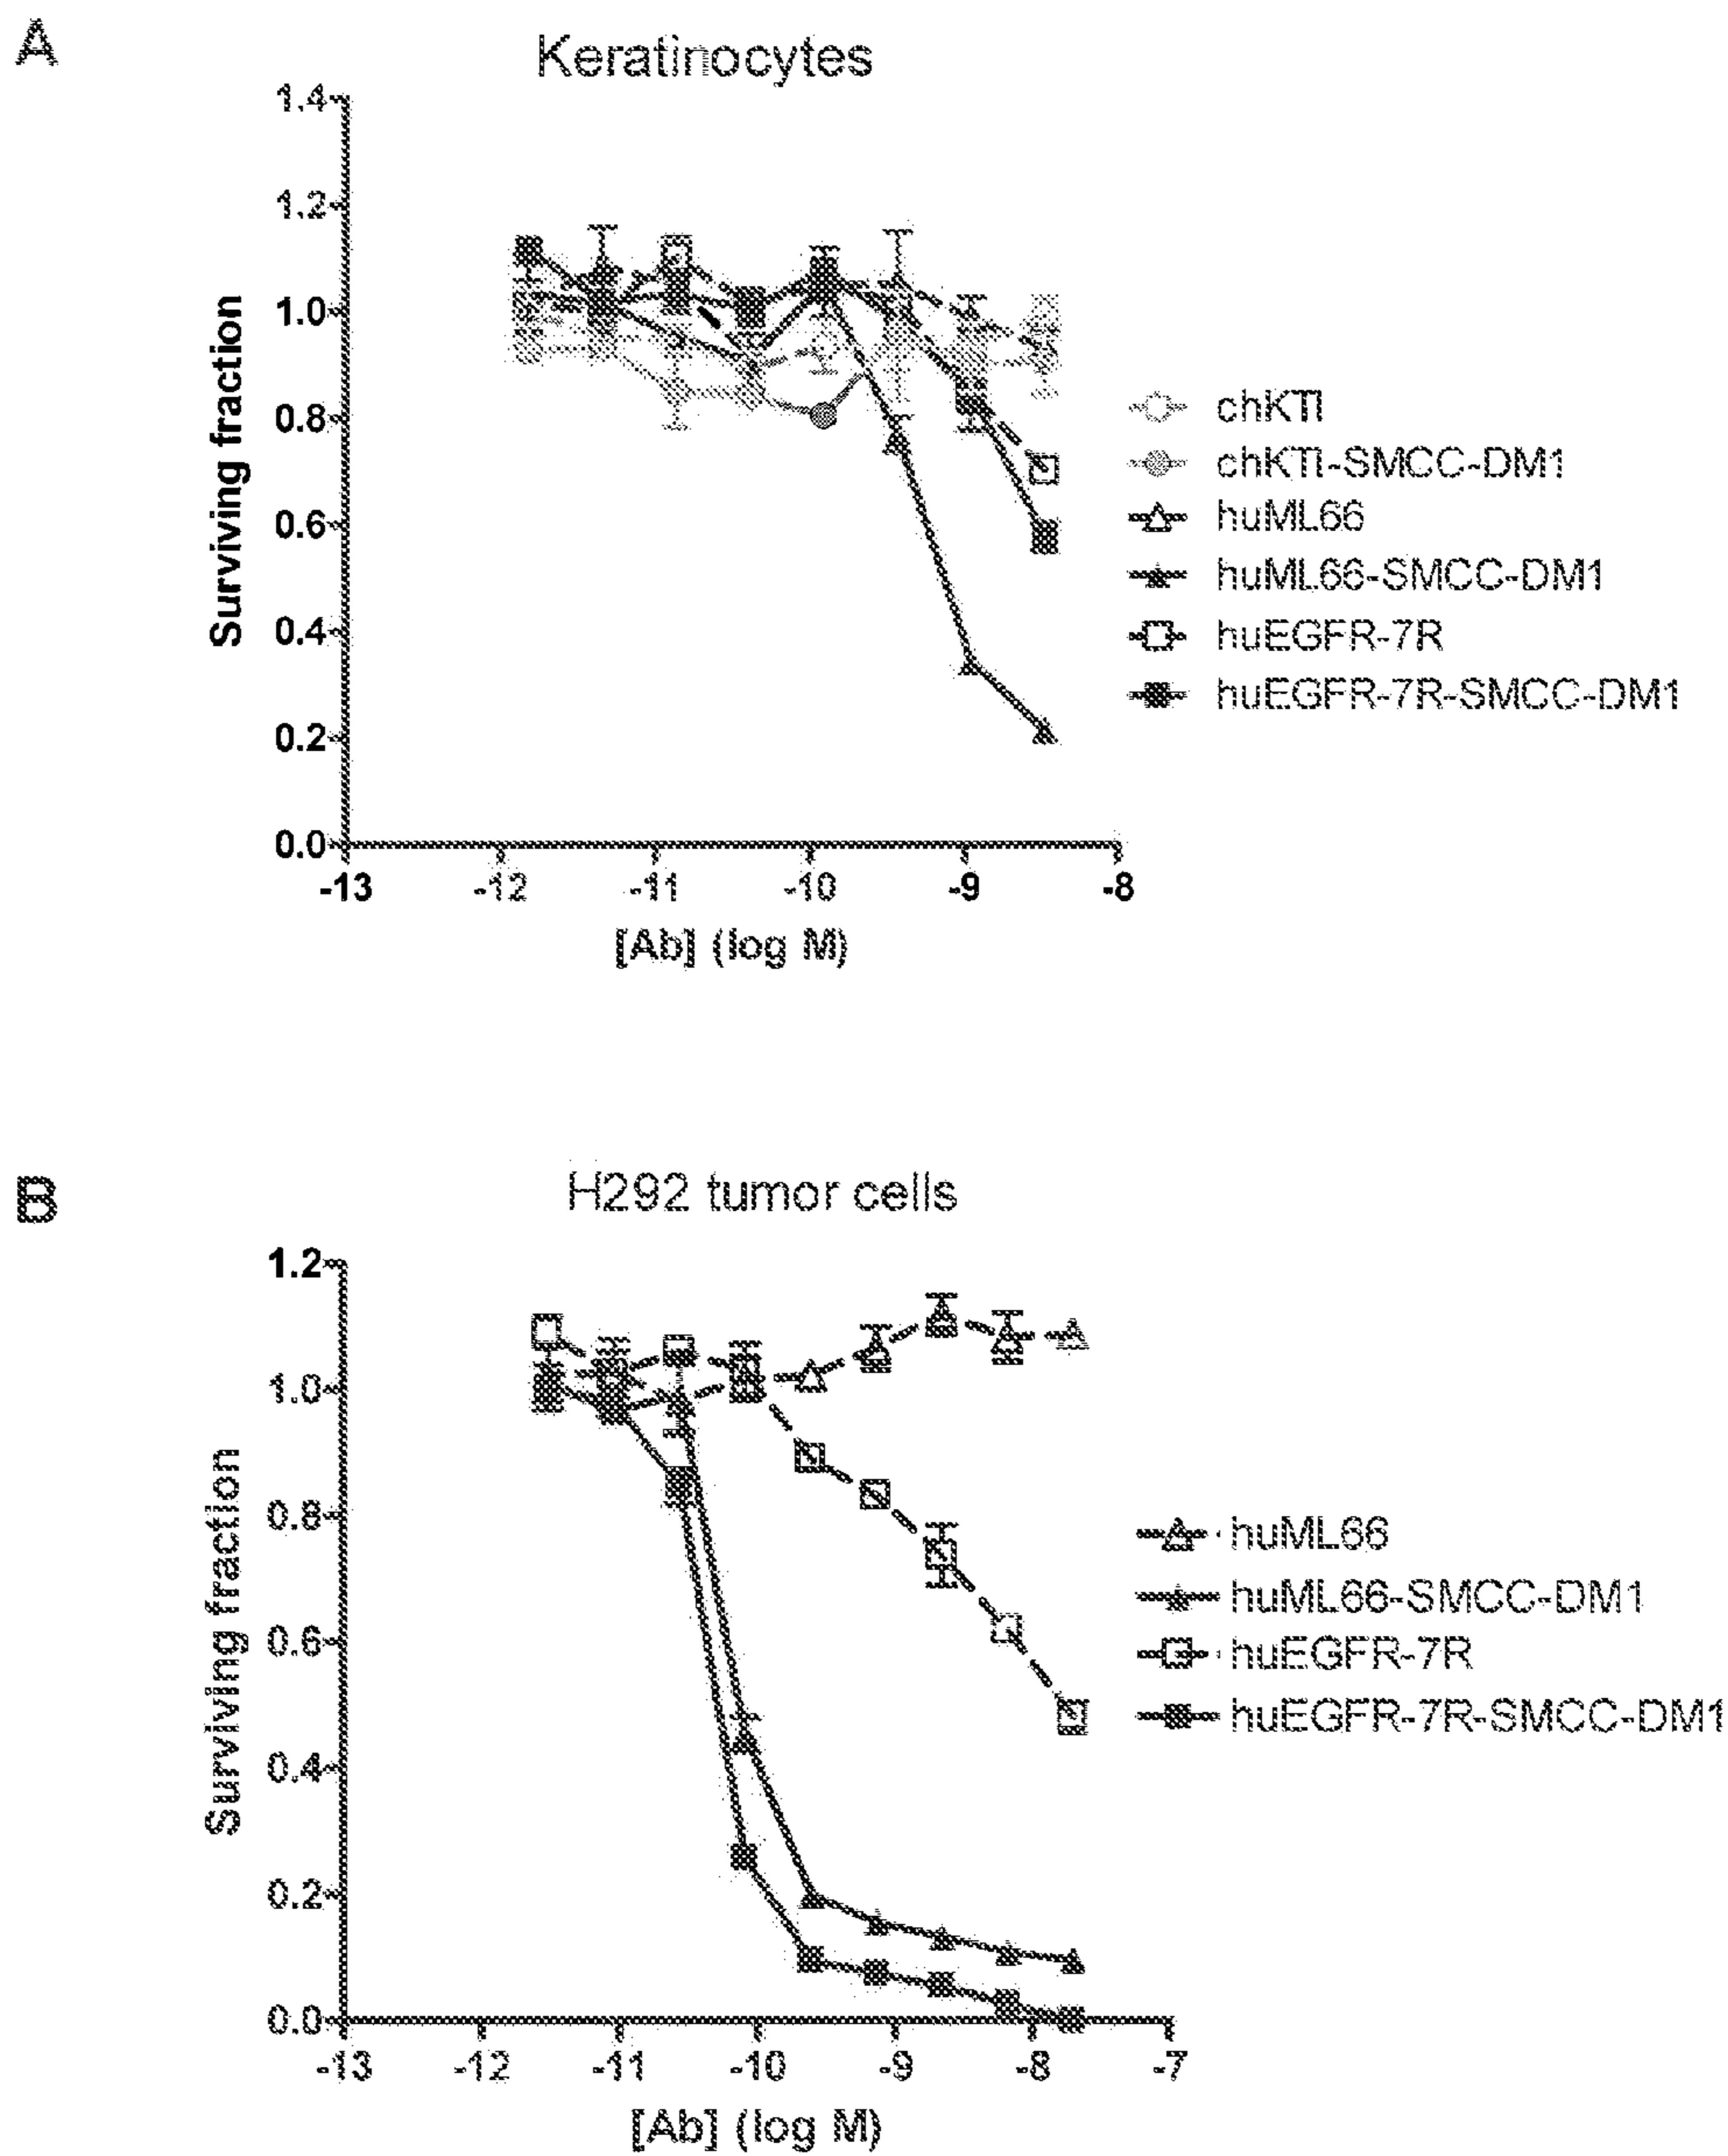 A
Keratinocytes
1.4
1.2
1.0
0.8
0.6
0.4
0.2
0.0
Surviving fraction
-13 -12 -11 -10 -9 -8
[Ab] (log M)
chKTI
chKTI-SMCC-DM1
huML66
huML66-SMCC-DM1
huEGFR-7R
huEGFR-7R-SMCC-DM1
B
H292 tumor cells
1.2
1.0
0.8
0.6
0.4
0.2
0.0
Surviving fraction
-13 -12 -11 -10 -9 -8 -7
[Ab] (log M)
huML66
huML66-SMCC-DM1
huEGFR-7R
huEGFR-7R-SMCC-DM1